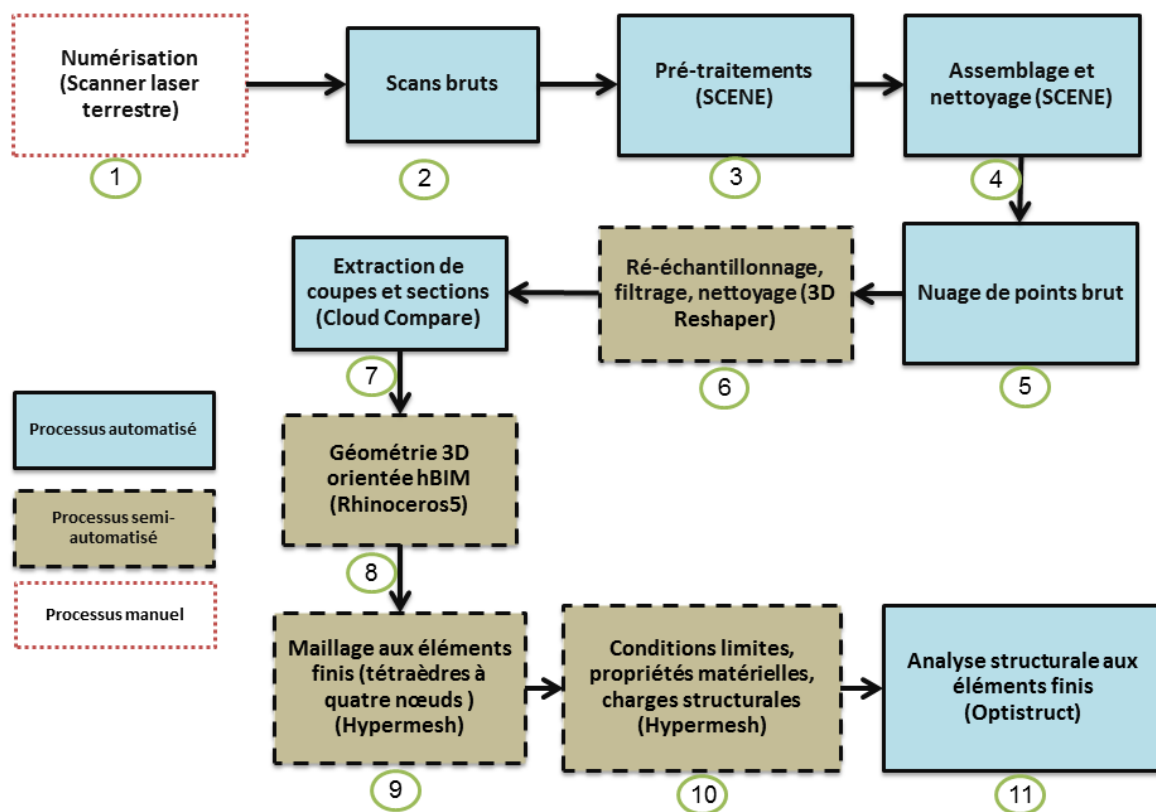 Numérisation
(Scanner laser
terrestre)
1
Scans bruts
2
Pré-traitements
(SCENE)
3
Assemblage et
nettoyage (SCENE)
4
Nuage de points brut
5
Ré-échantillonnage,
filtrage, nettoyage (3D
Reshaper)
6
Extraction de
coupes et sections
(Cloud Compare)
7
Géométrie 3D
orientée hBIM
(Rhinoceros5)
8
Maillage aux éléments
finis (tétraèdres à
quatre nœuds )
(Hypermesh)
9
Conditions limites,
propriétés matérielles,
charges structurales
(Hypermesh)
10
Analyse structurale aux
éléments finis
(Optistruct)
11
Processus automatisé
Processus semi-
automatisé
Processus manuel